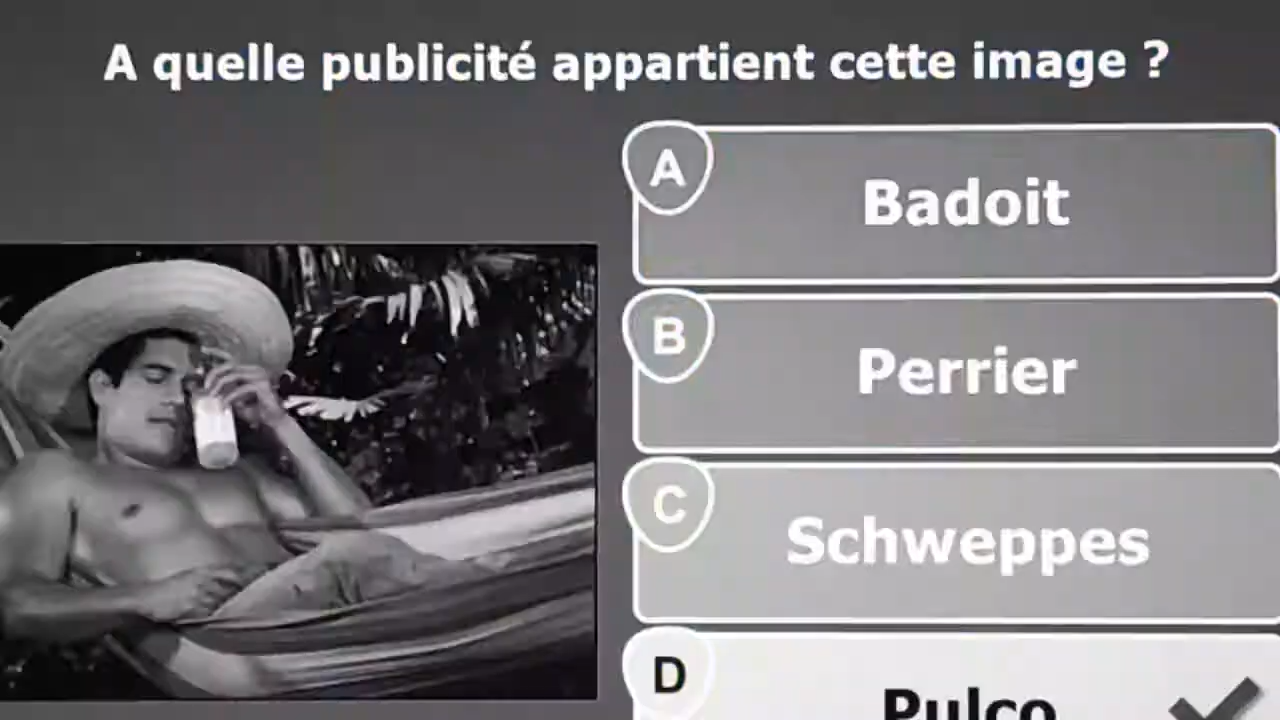 A quelle publicité appartient cette image ?
A
Badoit
B
Perrier
C
Schweppes
D
Pulco